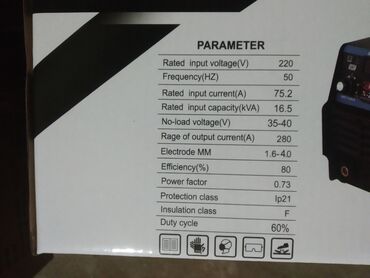 PARAMETER
Rated input voltage(V) 220
Frequency(HZ) 50
Rated input current(A) 75.2
Rated input capacity(kVA) 16.5
No-load voltage(V) 35-40
Rage of output current(A) 280
Electrode MM 1.6-4.0
Efficiency(%) 80
Power factor 0.73
Protection class Ip21
Insulation class F
Duty cycle 60%